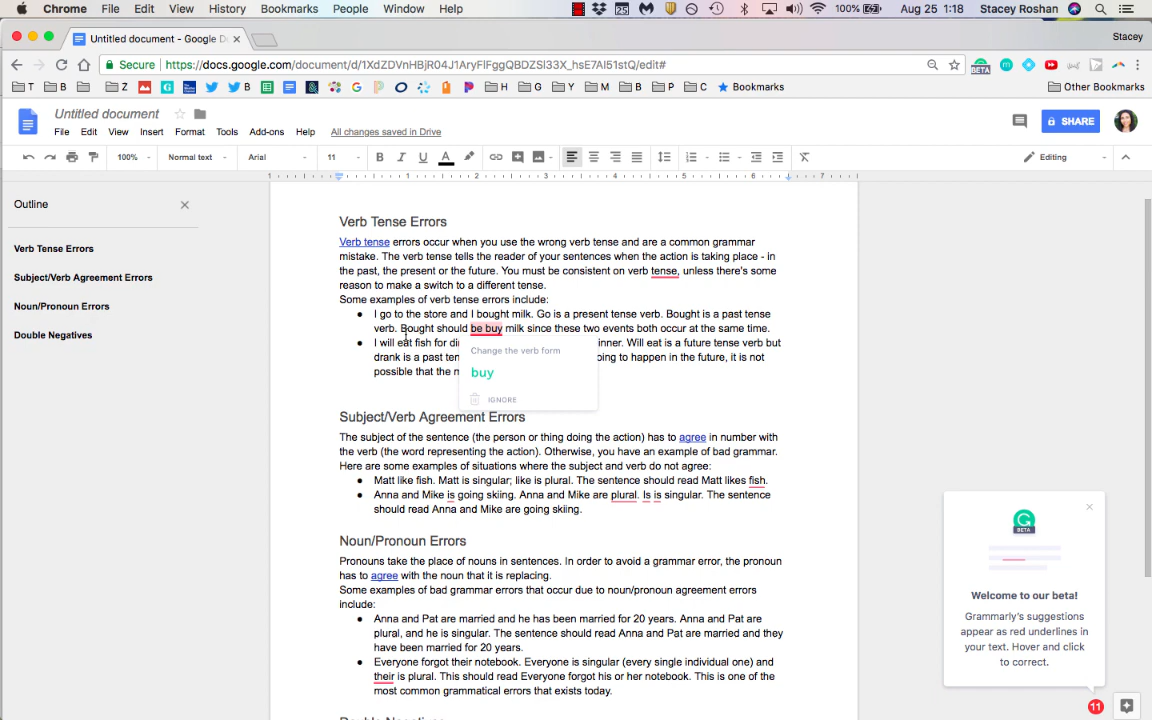 Chrome File Edit View History Bookmarks People Window Help 25 100% Aug 25 1:18 Stacey Roshan
Untitled document - Google D Stacey
Secure https://docs.google.com/document/d/1XdZDVnHBjR04J1AryFlFggQBDZSI33X_hsE7Al51stQ/edit# BETA
T B Z B H G Y M B P C Bookmarks Other Bookmarks
Untitled document
File Edit View Insert Format Tools Add-ons Help All changes saved in Drive SHARE
100% Normal text Arial 11 B I U A Editing
1 1 2 3 4 5 6 7
Outline
Verb Tense Errors
Subject/Verb Agreement Errors
Noun/Pronoun Errors
Double Negatives
Verb Tense Errors
Verb tense errors occur when you use the wrong verb tense and are a common grammar
mistake. The verb tense tells the reader of your sentences when the action is taking place - in
the past, the present or the future. You must be consistent on verb tense, unless there's some
reason to make a switch to a different tense.
Some examples of verb tense errors include:
● I go to the store and I bought milk. Go is a present tense verb. Bought is a past tense
verb. Bought should be buy milk since these two events both occur at the same time.
● I will eat fish for di inner. Will eat is a future tense verb but
drank is a past ten oing to happen in the future, it is not
possible that the m
Change the verb form
buy
IGNORE
Subject/Verb Agreement Errors
The subject of the sentence (the person or thing doing the action) has to agree in number with
the verb (the word representing the action). Otherwise, you have an example of bad grammar.
Here are some examples of situations where the subject and verb do not agree:
● Matt like fish. Matt is singular; like is plural. The sentence should read Matt likes fish.
● Anna and Mike is going skiing. Anna and Mike are plural. Is is singular. The sentence
should read Anna and Mike are going skiing.
Noun/Pronoun Errors
Pronouns take the place of nouns in sentences. In order to avoid a grammar error, the pronoun
has to agree with the noun that it is replacing.
Some examples of bad grammar errors that occur due to noun/pronoun agreement errors
include:
● Anna and Pat are married and he has been married for 20 years. Anna and Pat are
plural, and he is singular. The sentence should read Anna and Pat are married and they
have been married for 20 years.
● Everyone forgot their notebook. Everyone is singular (every single individual one) and
their is plural. This should read Everyone forgot his or her notebook. This is one of the
most common grammatical errors that exists today.
Double Negatives
BETA
Welcome to our beta!
Grammarly's suggestions
appear as red underlines in
your text. Hover and click
to correct.
11